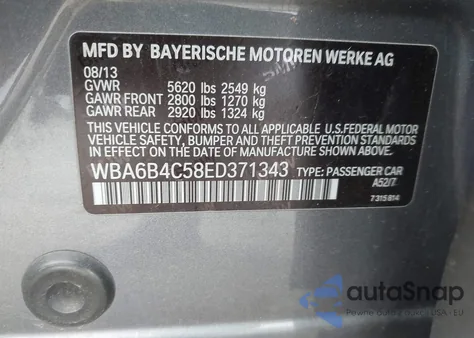 MFD BY BAYERISCHE MOTOREN WERKE AG
08/13
GVWR 5620 lbs 2549 kg
GAWR FRONT 2800 lbs 1270 kg
GAWR REAR 2920 lbs 1324 kg
THIS VEHICLE CONFORMS TO ALL APPLICABLE U.S.FEDERAL MOTOR
VEHICLE SAFETY, BUMPER AND THEFT PREVENTION STANDARDS
IN EFFECT ON THE DATE OF MANUFACTURE SHOWN ABOVE.
WBA6B4C58ED371343 TYPE: PASSENGER CAR
A52/7
7315814
autoSnap
USA - EU